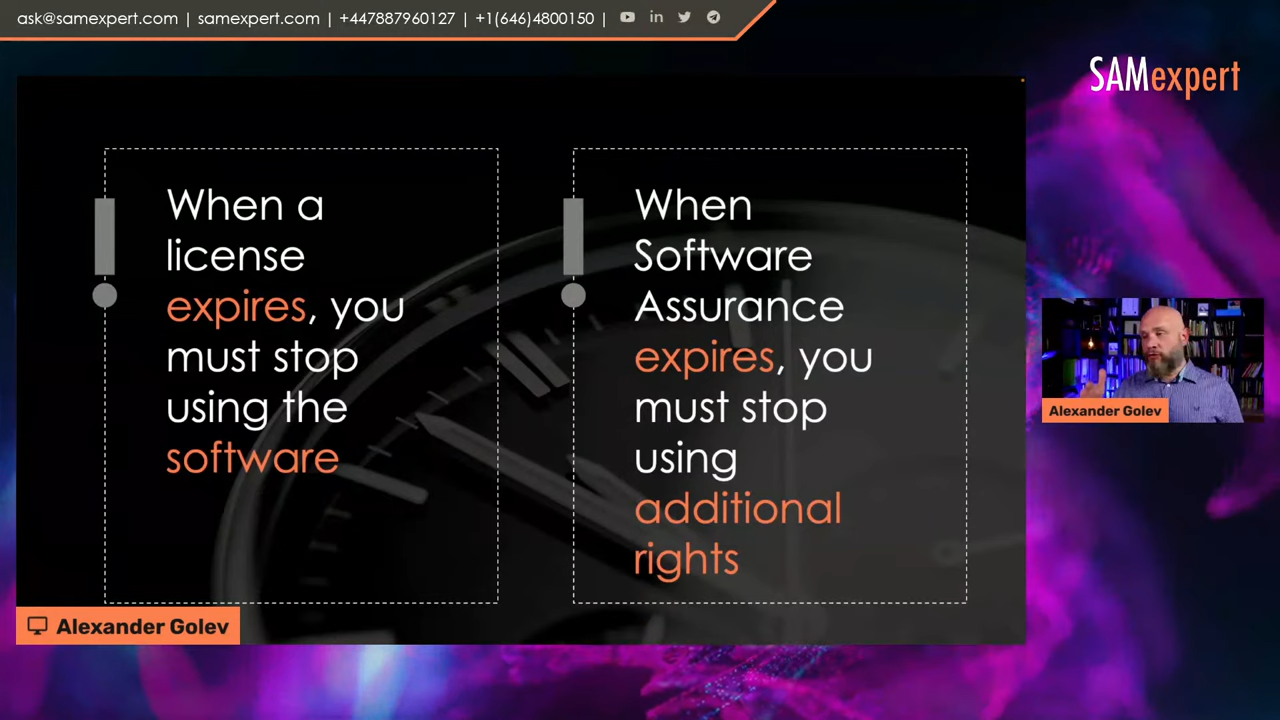 ask@samexpert.com | samexpert.com | +447887960127 | +1(646)4800150 |
SAMexpert
When a
license
expires, you
must stop
using the
software
When
Software
Assurance
expires, you
must stop
using
additional
rights
Alexander Golev
Alexander Golev